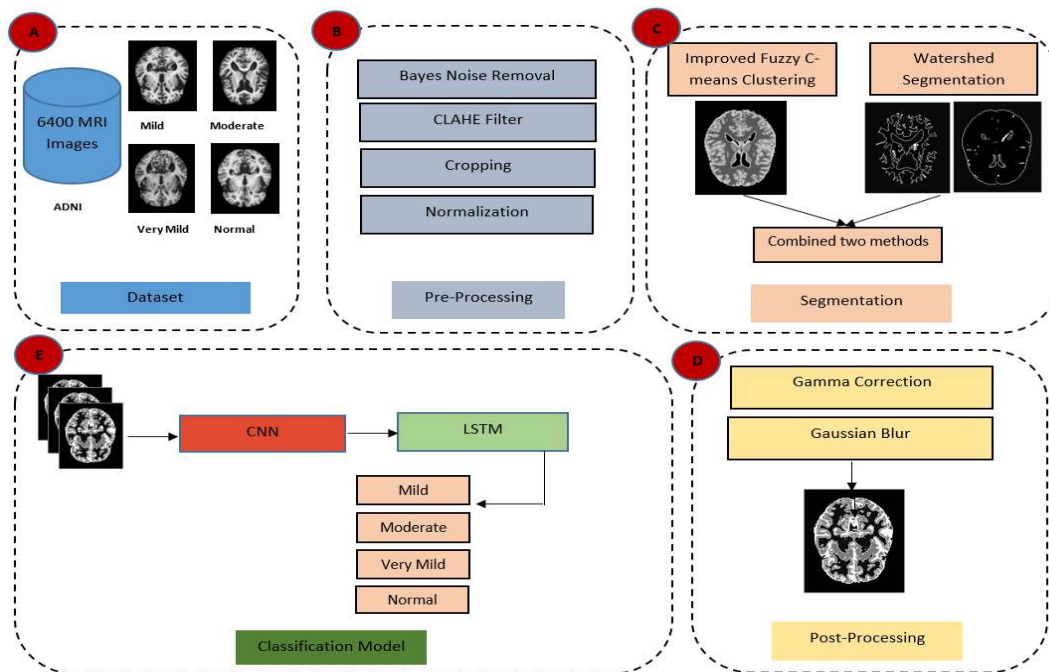 A
6400 MRI
Images
ADNI
Mild
Moderate
Very Mild
Normal
Dataset
B
Bayes Noise Removal
CLAHE Filter
Cropping
Normalization
Pre-Processing
C
Improved Fuzzy C-
means Clustering
Watershed
Segmentation
Combined two methods
Segmentation
E
CNN
LSTM
Mild
Moderate
Very Mild
Normal
Classification Model
D
Gamma Correction
Gaussian Blur
Post-Processing